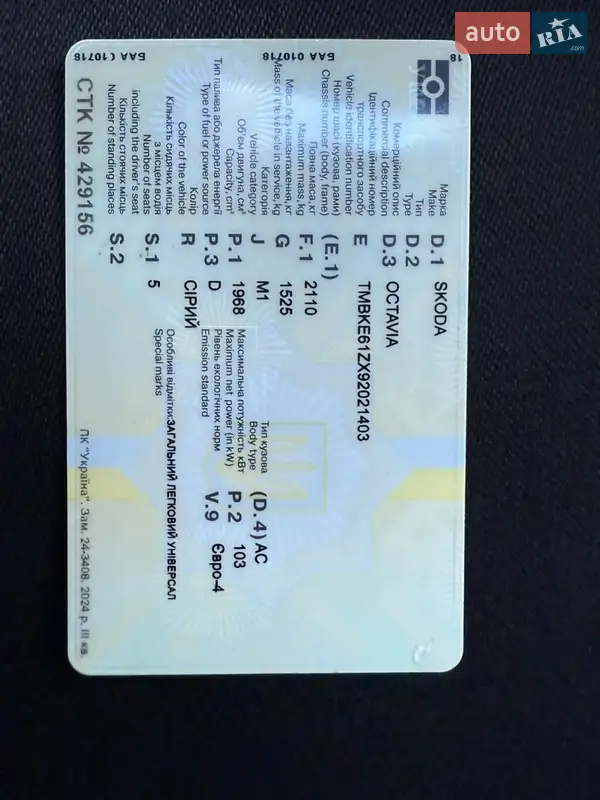 auto RIA .com
18
БАА 010718
БАА 010718
Марка D.1 SKODA
Make
Тип D.2
Type
Комерційний опис D.3 OCTAVIA
Commercial description
Ідентифікаційний номер E TMBKE61ZX92021403
транспортного засобу
Vehicle identification number
Номер шасі (кузова, рами) (E.1)
Chassis number (body, frame)
Повна маса, кг F.1 2110
Maximum mass, kg
Маса без навантаження, кг G 1525
Mass of the vehicle in service, kg
Категорія J M1 Тип кузова (D.4) AC
Vehicle category Body type
Об'єм двигуна, см³ P.1 1968 Максимальна потужність кВт P.2 103
Capacity, cm³ Maximum net power (in kW)
Тип палива або джерела енергії P.3 D Рівень екологічних норм V.9 Євро-4
Type of fuel or power source Emission standard
Колір R СІРИЙ
Color of the vehicle
Кількість сидячих місць S.1 5 Особливі відмітки: ЗАГАЛЬНИЙ ЛЕГКОВИЙ УНІВЕРСАЛ
з місцем водія Special marks
Number of seats
including the driver's seat
Кількість стоячих місць S.2
Number of standing places
СТК № 429156
ПК "Україна". Зам. 24-3408. 2024 р. III кв.